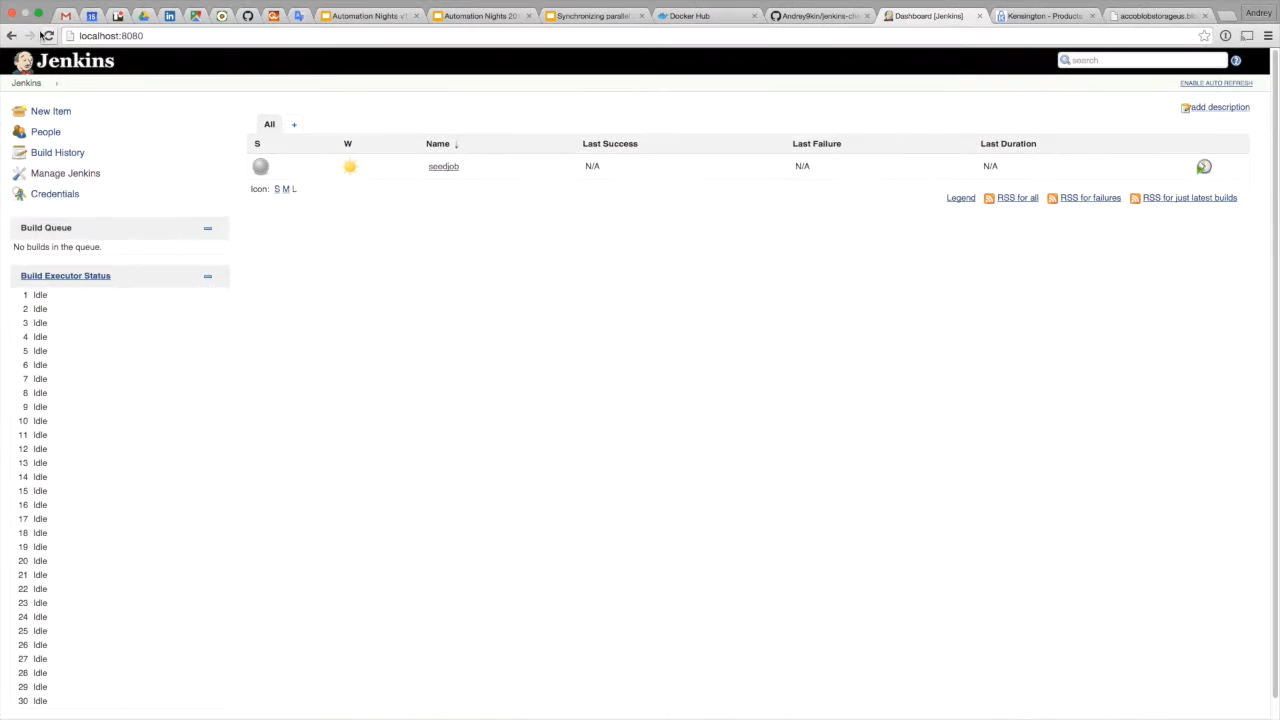 Automation Nights v1
Automation Nights 201
Synchronizing parallel
Docker Hub
Andrey9kin/jenkins-che
Dashboard [Jenkins]
Kensington - Products
accoblobstorageus.blo
Andrey
localhost:8080
Jenkins
search
Jenkins
ENABLE AUTO REFRESH
New Item
People
Build History
Manage Jenkins
Credentials
add description
All +
S W Name ↓ Last Success Last Failure Last Duration
seedjob N/A N/A N/A
Icon: S M L
Legend RSS for all RSS for failures RSS for just latest builds
Build Queue
No builds in the queue.
Build Executor Status
1 Idle
2 Idle
3 Idle
4 Idle
5 Idle
6 Idle
7 Idle
8 Idle
9 Idle
10 Idle
11 Idle
12 Idle
13 Idle
14 Idle
15 Idle
16 Idle
17 Idle
18 Idle
19 Idle
20 Idle
21 Idle
22 Idle
23 Idle
24 Idle
25 Idle
26 Idle
27 Idle
28 Idle
29 Idle
30 Idle